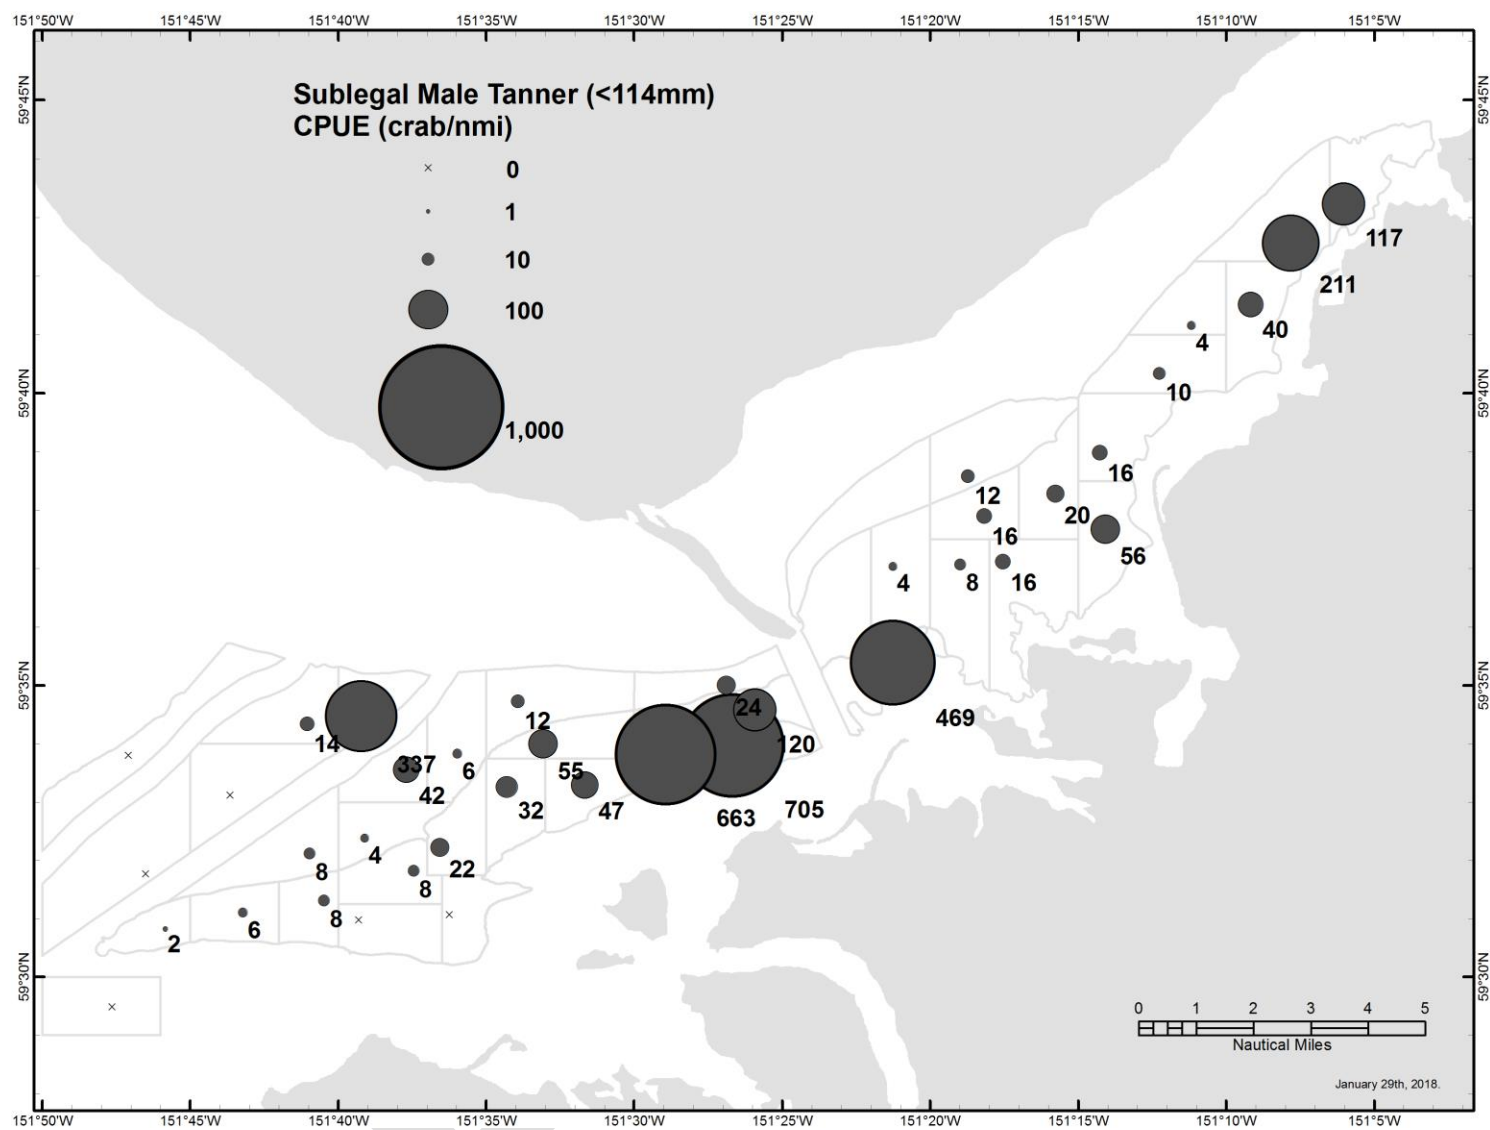 151°50'W 151°45'W 151°40'W 151°35'W 151°30'W 151°25'W 151°20'W 151°15'W 151°10'W 151°5'W
59°45'N
59°45'N
Sublegal Male Tanner (<114mm)
CPUE (crab/nmi)
0
1
10
100
1,000
117
211
40
4
10
59°40'N
59°40'N
16
12
20
16
56
4
8
16
59°35'N
59°35'N
469
24
12
14
120
337
6
55
42
32
47
663
705
4
22
8
8
8
6
2
59°30'N
59°30'N
0 1 2 3 4 5
Nautical Miles
January 29th, 2018.
151°50'W 151°45'W 151°40'W 151°35'W 151°30'W 151°25'W 151°20'W 151°15'W 151°10'W 151°5'W